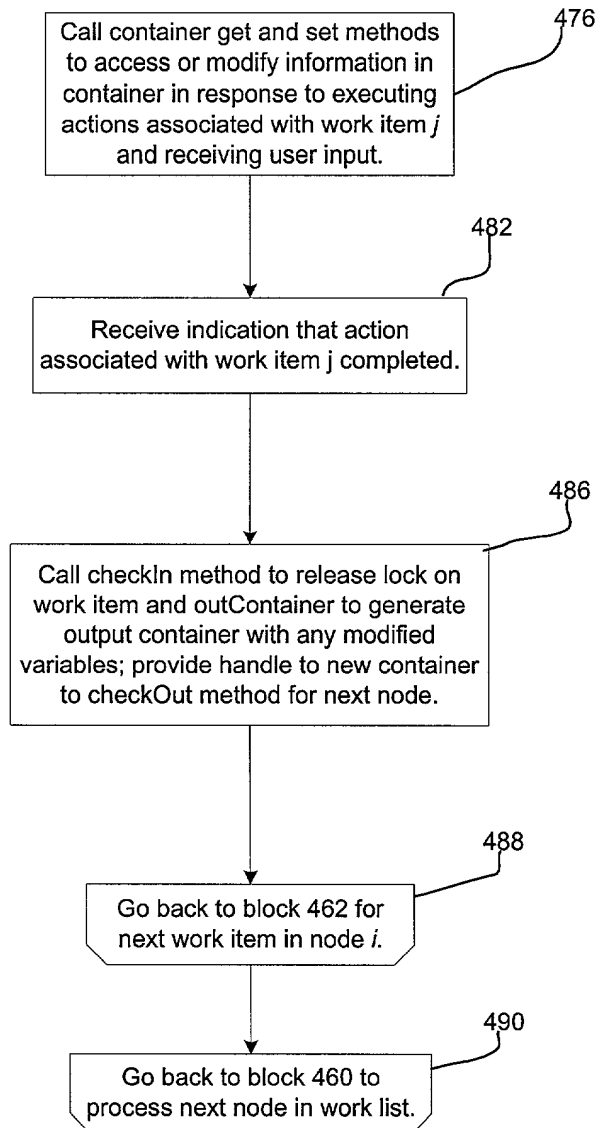 476
Call container get and set methods
to access or modify information in
container in response to executing
actions associated with work item j
and receiving user input.
482
Receive indication that action
associated with work item j completed.
486
Call checkIn method to release lock on
work item and outContainer to generate
output container with any modified
variables; provide handle to new container
to checkOut method for next node.
488
Go back to block 462 for
next work item in node i.
490
Go back to block 460 to
process next node in work list.